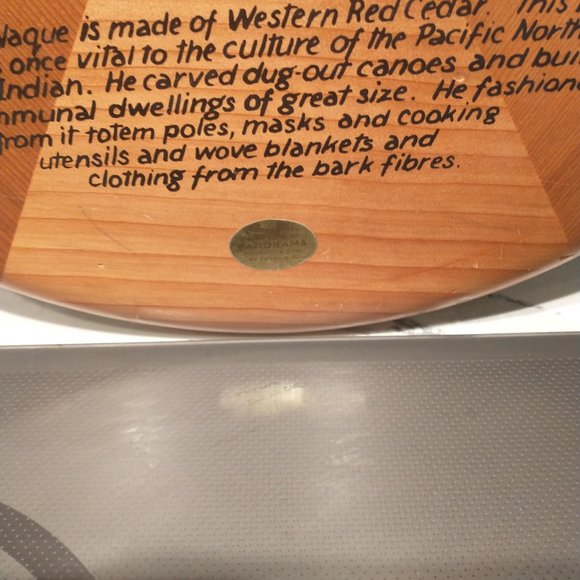 laque is made of Western Red Cedar. This
once vital to the culture of the Pacific North
Indian. He carved dug-out canoes and buil
mmunal dwellings of great size. He fashion
from it totem poles, masks and cooking
utensils and wove blankets and
clothing from the bark fibres.
PANORAMA